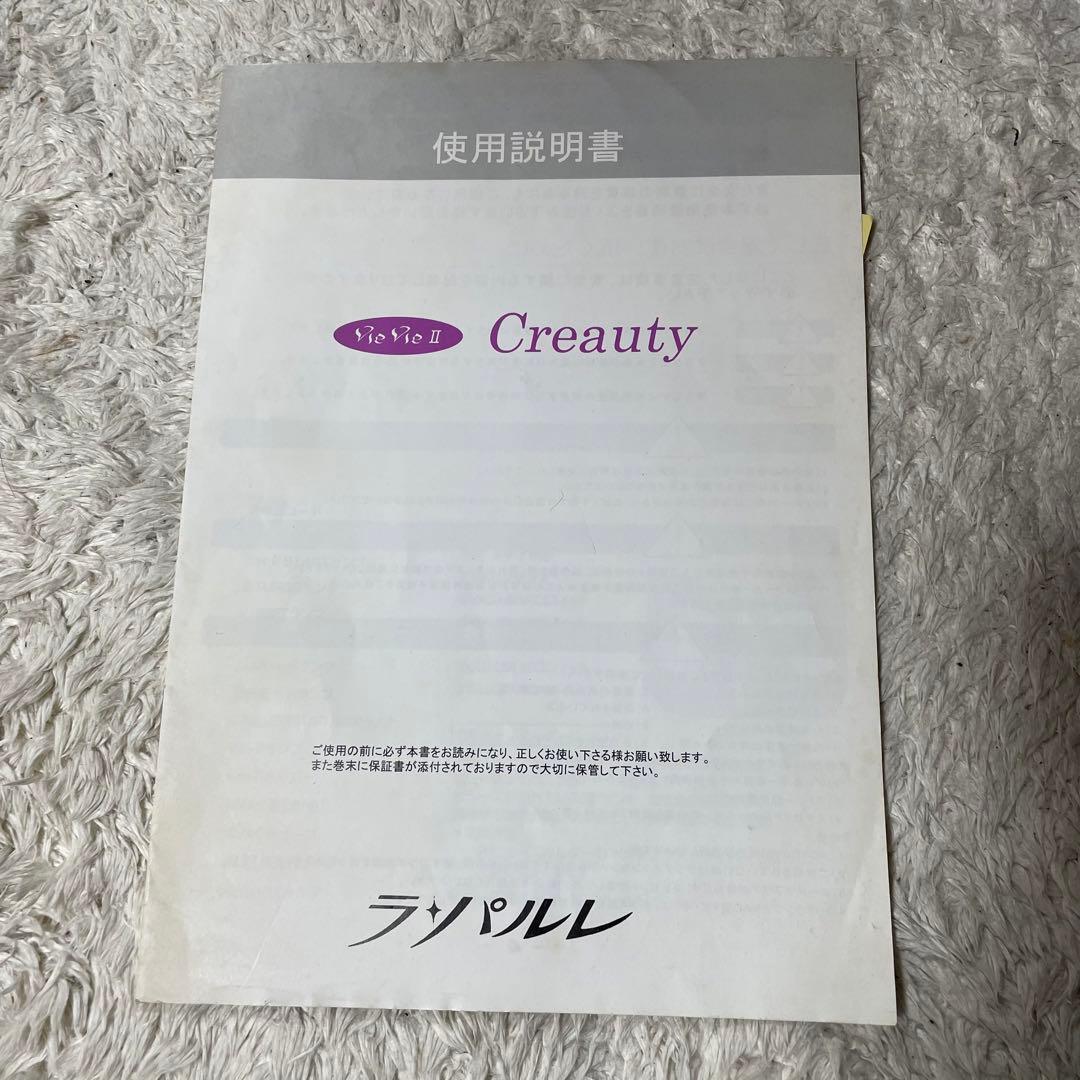 使用説明書
Vie Vie II Creauty
ご使用の前に必ず本書をお読みになり、正しくお使い下さる様お願い致します。
また巻末に保証書が添付されておりますので大切に保管して下さい。
ラ・パルレ